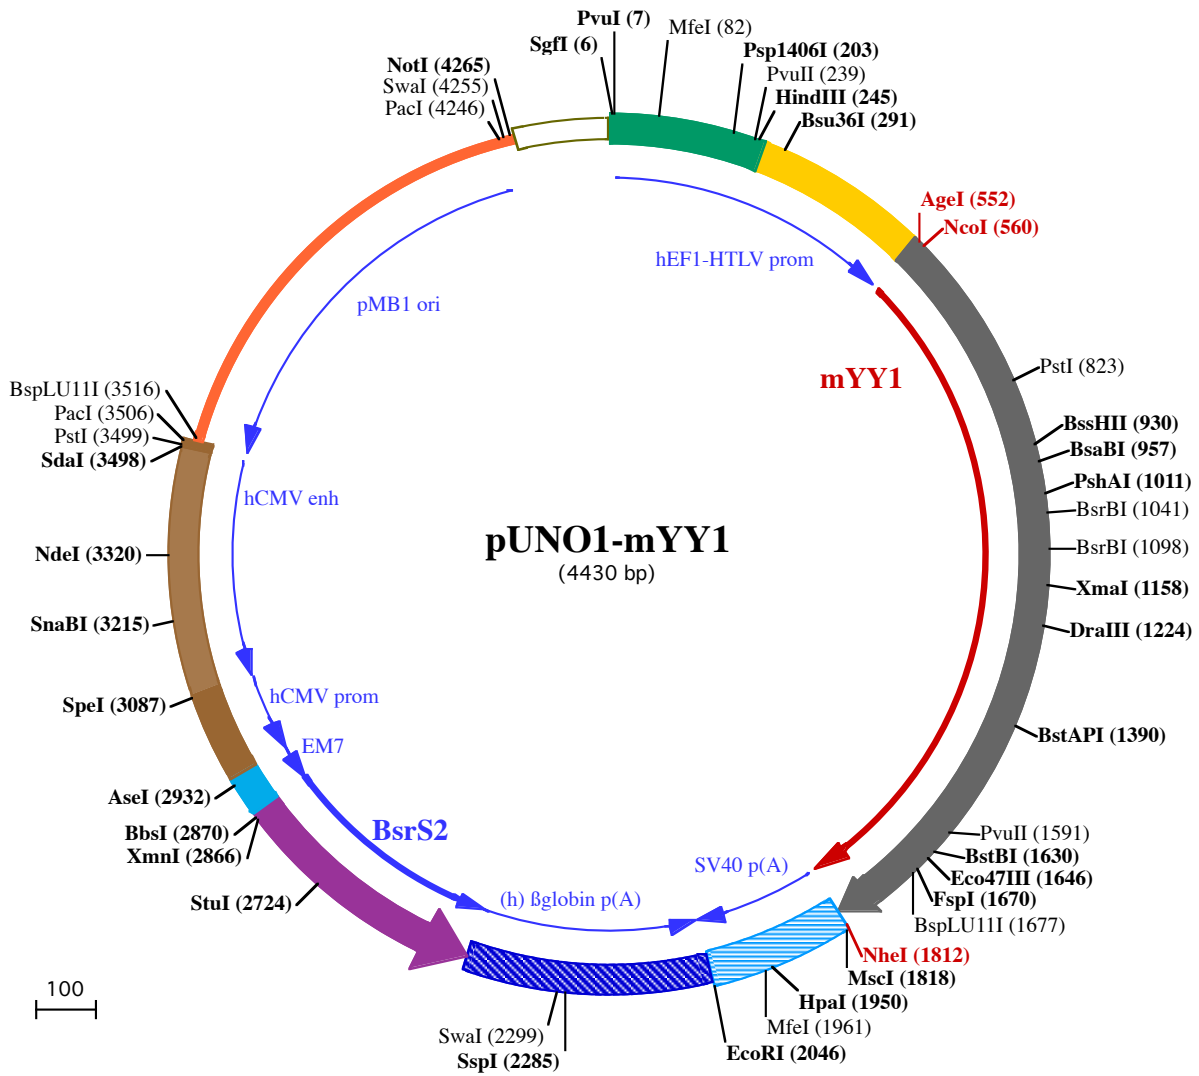 PvuI (7)
SgfI (6)
MfeI (82)
Psp1406I (203)
PvuII (239)
HindIII (245)
Bsu36I (291)
NotI (4265)
SwaI (4255)
PacI (4246)
AgeI (552)
NcoI (560)
hEF1-HTLV prom
pMB1 ori
mYY1
PstI (823)
BspLU11I (3516)
PacI (3506)
PstI (3499)
SdaI (3498)
BssHII (930)
BsaBI (957)
PshAI (1011)
BsrBI (1041)
BsrBI (1098)
XmaI (1158)
DraIII (1224)
hCMV enh
pUNO1-mYY1
(4430 bp)
NdeI (3320)
SnaBI (3215)
SpeI (3087)
hCMV prom
EM7
BstAPI (1390)
AseI (2932)
BbsI (2870)
XmnI (2866)
BsrS2
StuI (2724)
SV40 p(A)
(h) ßglobin p(A)
PvuII (1591)
BstBI (1630)
Eco47III (1646)
FspI (1670)
BspLU11I (1677)
NheI (1812)
MscI (1818)
HpaI (1950)
MfeI (1961)
EcoRI (2046)
SwaI (2299)
SspI (2285)
100